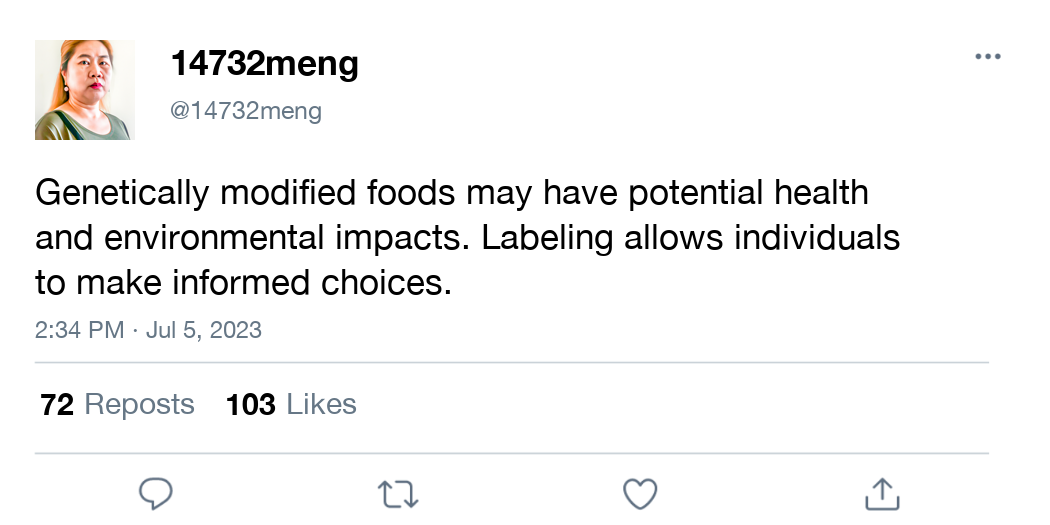 14732meng
@14732meng
Genetically modified foods may have potential health
and environmental impacts. Labeling allows individuals
to make informed choices.
2:34 PM · Jul 5, 2023
72 Reposts 103 Likes